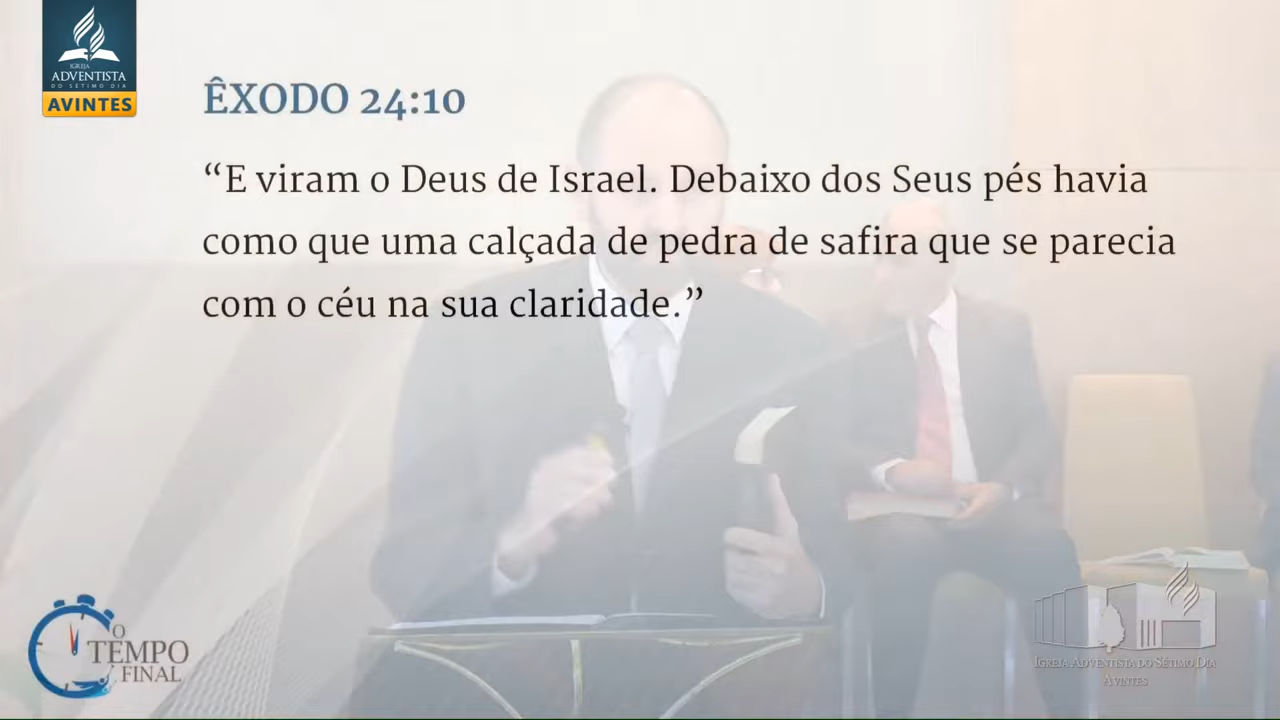 IGREJA
ADVENTISTA
DO SÉTIMO DIA
AVINTES
ÊXODO 24:10
“E viram o Deus de Israel. Debaixo dos Seus pés havia
como que uma calçada de pedra de safira que se parecia
com o céu na sua claridade.”
O
TEMPO
FINAL
IGREJA ADVENTISTA DO SÉTIMO DIA
AVINTES